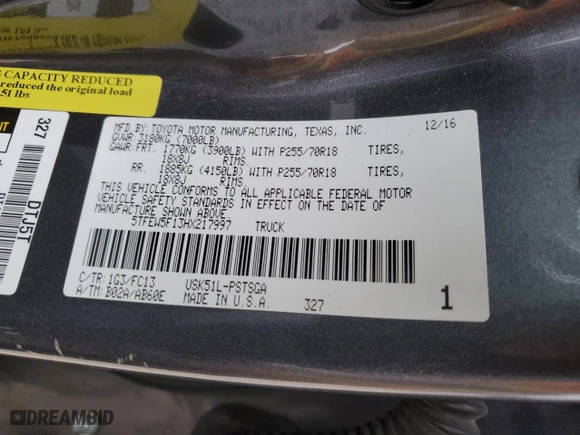 CAPACITY REDUCED
reduced the original load
51 lbs
327
DTJ5T
MFD.BY:TOYOTA MOTOR MANUFACTURING, TEXAS, INC. 12/16
GVWR 3180KG (7000LB)
GAWR:FRT. 1770KG (3900LB) WITH P255/70R18 TIRES,
18X8J RIMS.
RR. 1885KG (4150LB) WITH P255/70R18 TIRES,
18X8J RIMS.
THIS VEHICLE CONFORMS TO ALL APPLICABLE FEDERAL MOTOR
VEHICLE SAFETY STANDARDS IN EFFECT ON THE DATE OF
MANUFACTURE SHOWN ABOVE.
5TFEW5F13HX217997 TRUCK
C/TR: 1G3/FC13 USK51L-PSTSGA
A/TM: B02A/AB60E MADE IN U.S.A. 327
1
DREAMBID